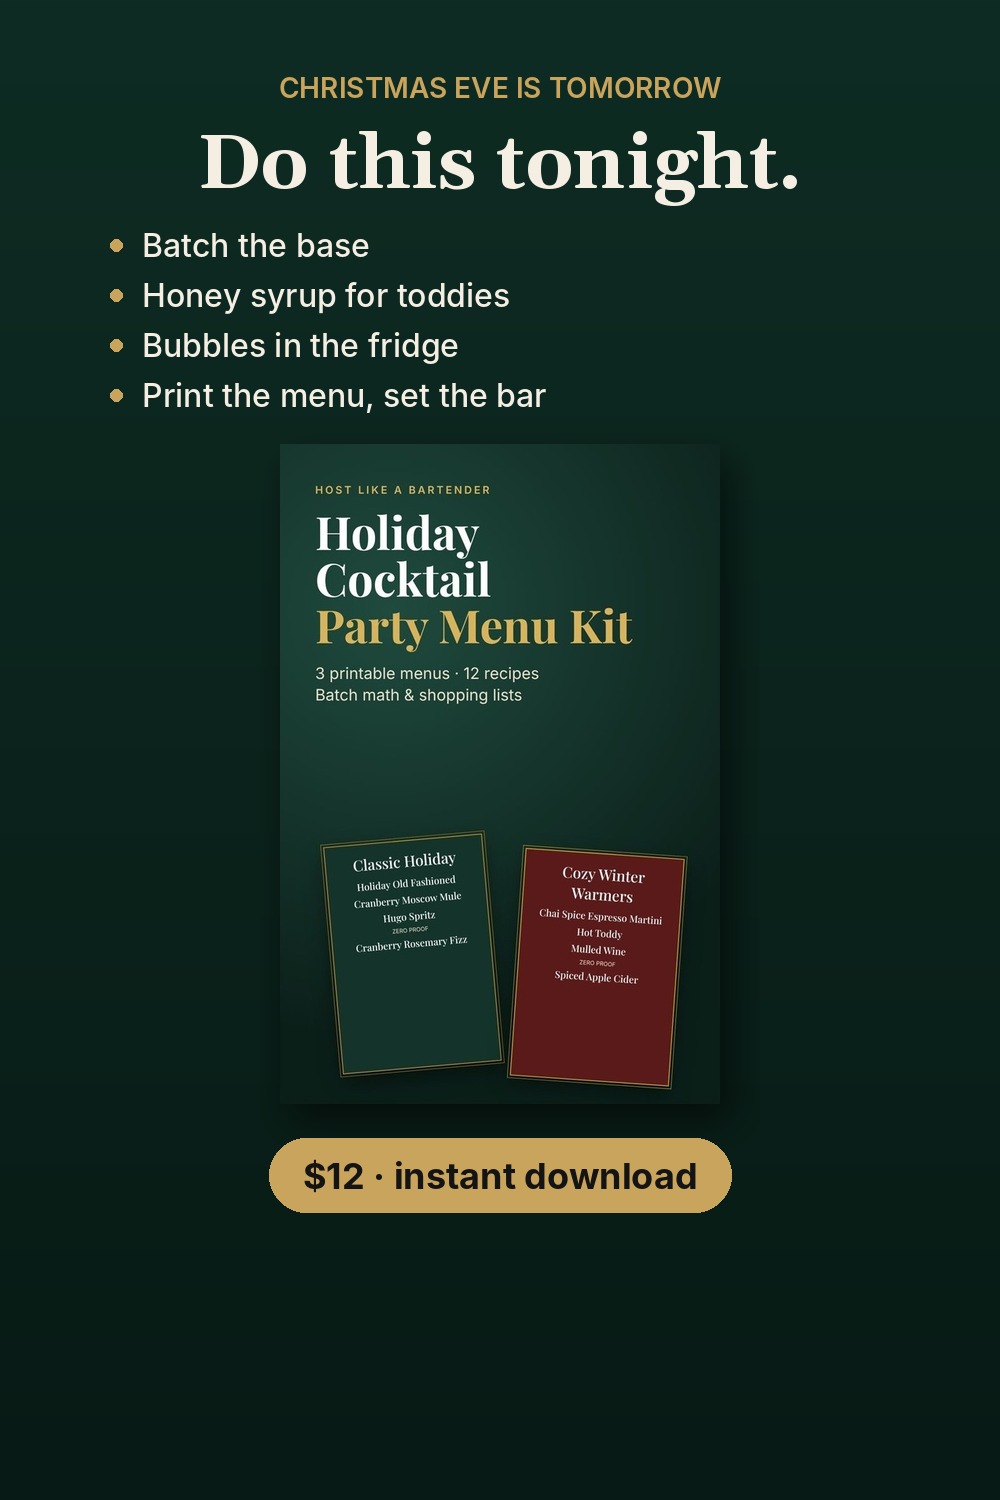 CHRISTMAS EVE IS TOMORROW
Do this tonight.
Batch the base
Honey syrup for toddies
Bubbles in the fridge
Print the menu, set the bar
HOST LIKE A BARTENDER
Holiday
Cocktail
Party Menu Kit
3 printable menus · 12 recipes
Batch math & shopping lists
Classic Holiday
Holiday Old Fashioned
Cranberry Moscow Mule
Hugo Spritz
ZERO PROOF
Cranberry Rosemary Fizz
Cozy Winter
Warmers
Chai Spice Espresso Martini
Hot Toddy
Mulled Wine
ZERO PROOF
Spiced Apple Cider
$12 · instant download